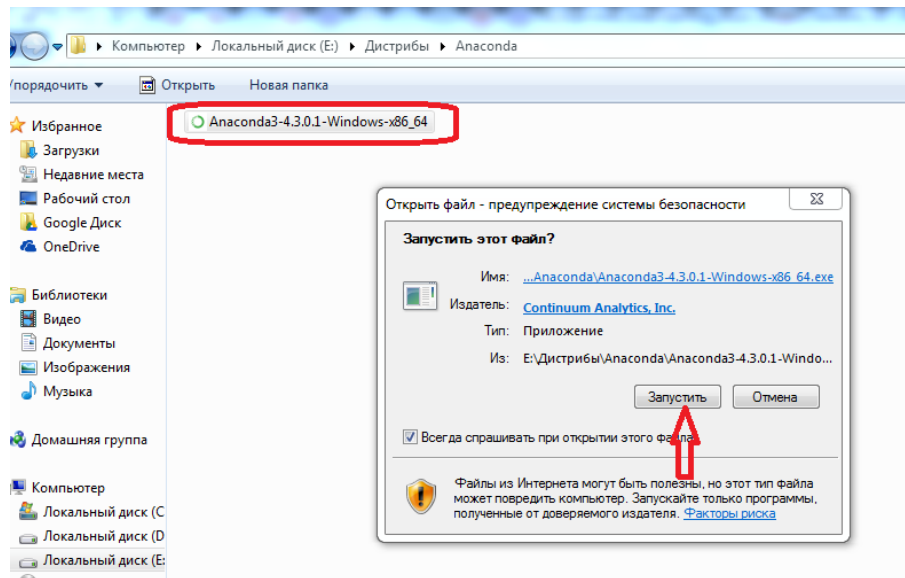 Компьютер ▸ Локальный диск (E:) ▸ Дистрибы ▸ Anaconda
Упорядочить Открыть Новая папка
Избранное
Загрузки
Недавние места
Рабочий стол
Google Диск
OneDrive
Библиотеки
Видео
Документы
Изображения
Музыка
Домашняя группа
Компьютер
Локальный диск (C
Локальный диск (D
Локальный диск (E:
Anaconda3-4.3.0.1-Windows-x86_64
Открыть файл - предупреждение системы безопасности
Запустить этот файл?
Имя: ...Anaconda\Anaconda3-4.3.0.1-Windows-x86_64.exe
Издатель: Continuum Analytics, Inc.
Тип: Приложение
Из: E:\Дистрибы\Anaconda\Anaconda3-4.3.0.1-Windo...
Запустить Отмена
Всегда спрашивать при открытии этого файла
Файлы из Интернета могут быть полезны, но этот тип файла
может повредить компьютер. Запускайте только программы,
полученные от доверяемого издателя. Факторы риска